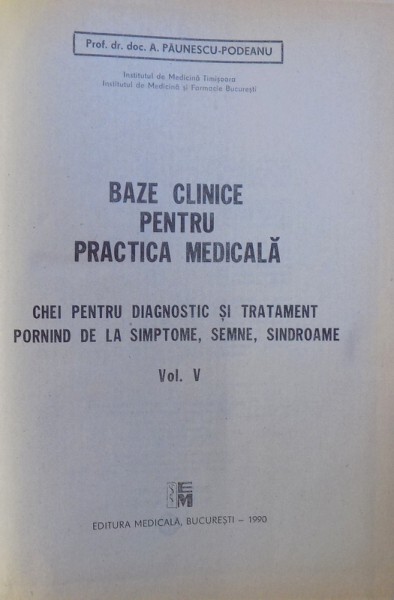 Prof. dr. doc. A. PĂUNESCU-PODEANU
Institutul de Medicină Timișoara
Institutul de Medicină și Farmacie București
BAZE CLINICE
PENTRU
PRACTICA MEDICALĂ
CHEI PENTRU DIAGNOSTIC ȘI TRATAMENT
PORNIND DE LA SIMPTOME, SEMNE, SINDROAME
Vol. V
EM
EDITURA MEDICALĂ, BUCUREȘTI — 1990